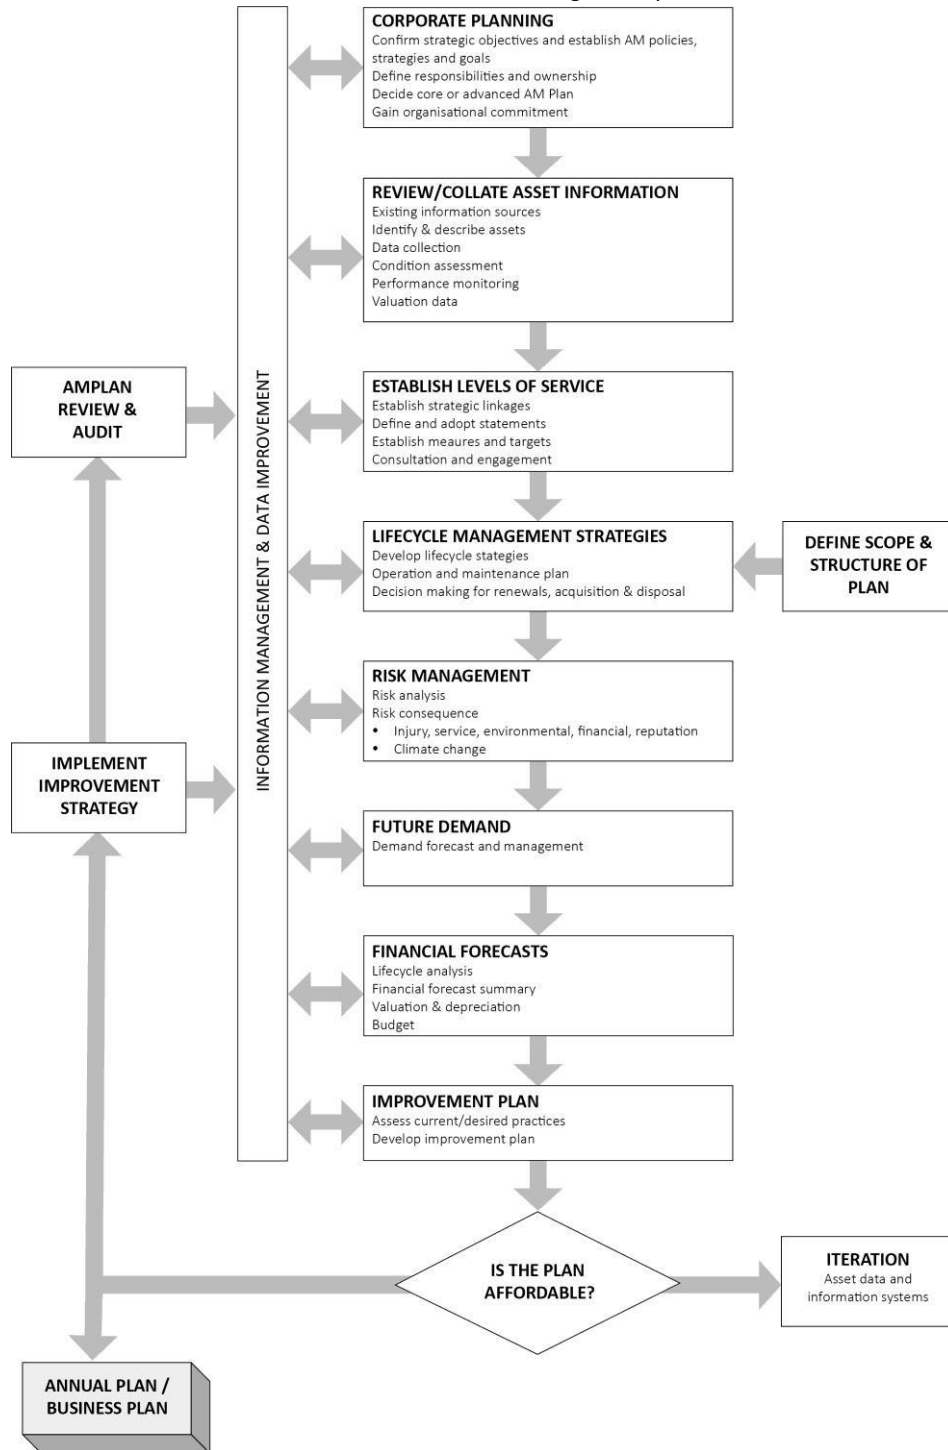 CORPORATE PLANNING
Confirm strategic objectives and establish AM policies,
strategies and goals
Define responsibilities and ownership
Decide core or advanced AM Plan
Gain organisational commitment
REVIEW/COLLATE ASSET INFORMATION
Existing information sources
Identify & describe assets
Data collection
Condition assessment
Performance monitoring
Valuation data
INFORMATION MANAGEMENT & DATA IMPROVEMENT
AMPLAN
REVIEW &
AUDIT
ESTABLISH LEVELS OF SERVICE
Establish strategic linkages
Define and adopt statements
Establish meaures and targets
Consultation and engagement
LIFECYCLE MANAGEMENT STRATEGIES
Develop lifecycle stategies
Operation and maintenance plan
Decision making for renewals, acquisition & disposal
DEFINE SCOPE &
STRUCTURE OF
PLAN
RISK MANAGEMENT
Risk analysis
Risk consequence
• Injury, service, environmental, financial, reputation
• Climate change
IMPLEMENT
IMPROVEMENT
STRATEGY
FUTURE DEMAND
Demand forecast and management
FINANCIAL FORECASTS
Lifecycle analysis
Financial forecast summary
Valuation & depreciation
Budget
IMPROVEMENT PLAN
Assess current/desired practices
Develop improvement plan
IS THE PLAN
AFFORDABLE?
ITERATION
Asset data and
information systems
ANNUAL PLAN /
BUSINESS PLAN